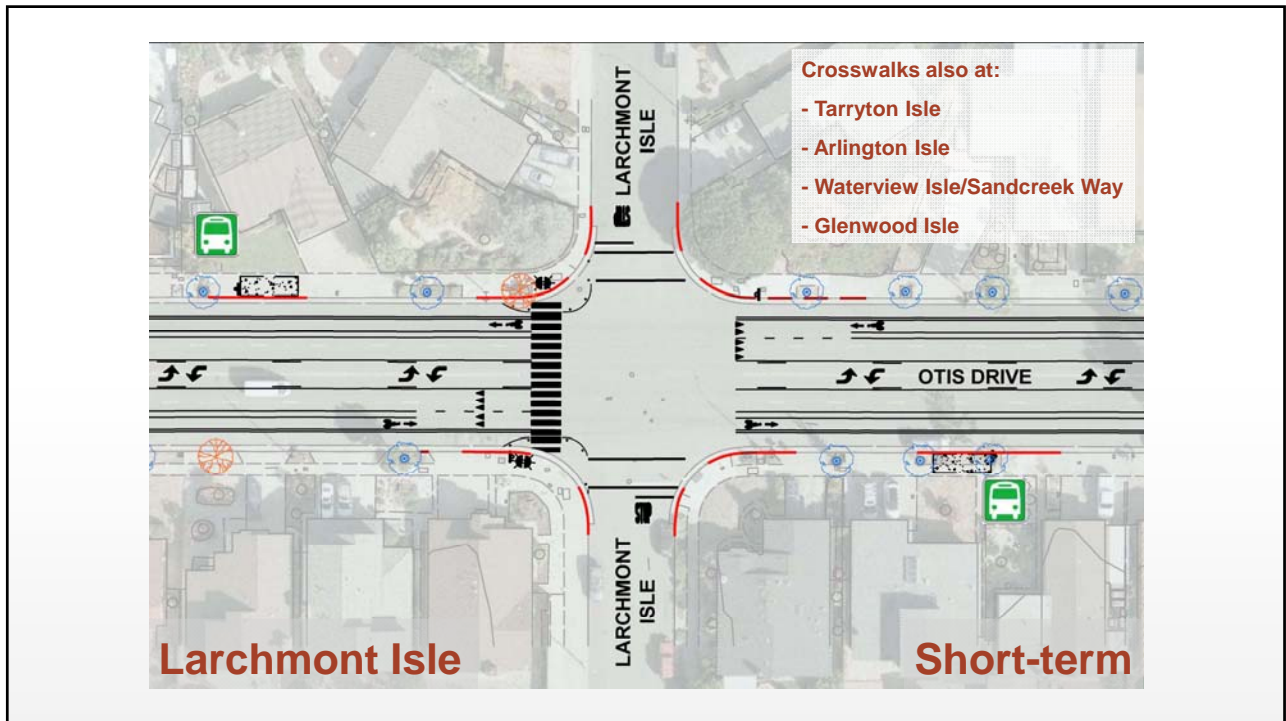 Crosswalks also at:
- Tarryton Isle
- Arlington Isle
- Waterview Isle/Sandcreek Way
- Glenwood Isle
LARCHMONT
ISLE
OTIS DRIVE
LARCHMONT
ISLE
Larchmont Isle
Short-term